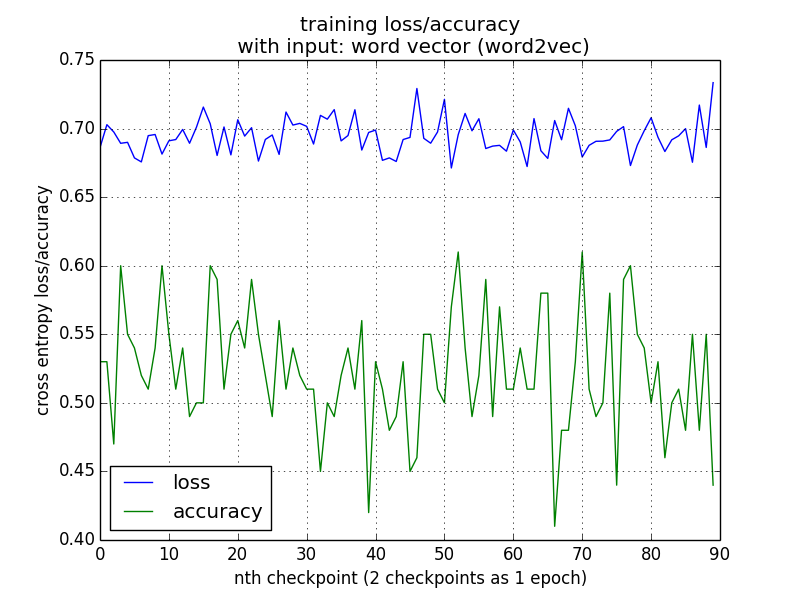 training loss/accuracy
with input: word vector (word2vec)
0.75
0.70
0.65
0.60
0.55
0.50
0.45
0.40
cross entropy loss/accuracy
loss
accuracy
0 10 20 30 40 50 60 70 80 90
nth checkpoint (2 checkpoints as 1 epoch)